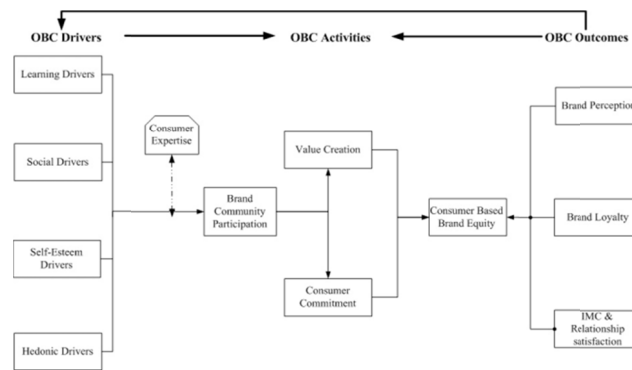 OBC Drivers
OBC Activities
OBC Outcomes
Learning Drivers
Social Drivers
Self-Esteem
Drivers
Hedonic Drivers
Consumer
Expertise
Brand
Community
Participation
Value Creation
Consumer
Commitment
Consumer Based
Brand Equity
Brand Perception
Brand Loyalty
IMC &
Relationship
satisfaction